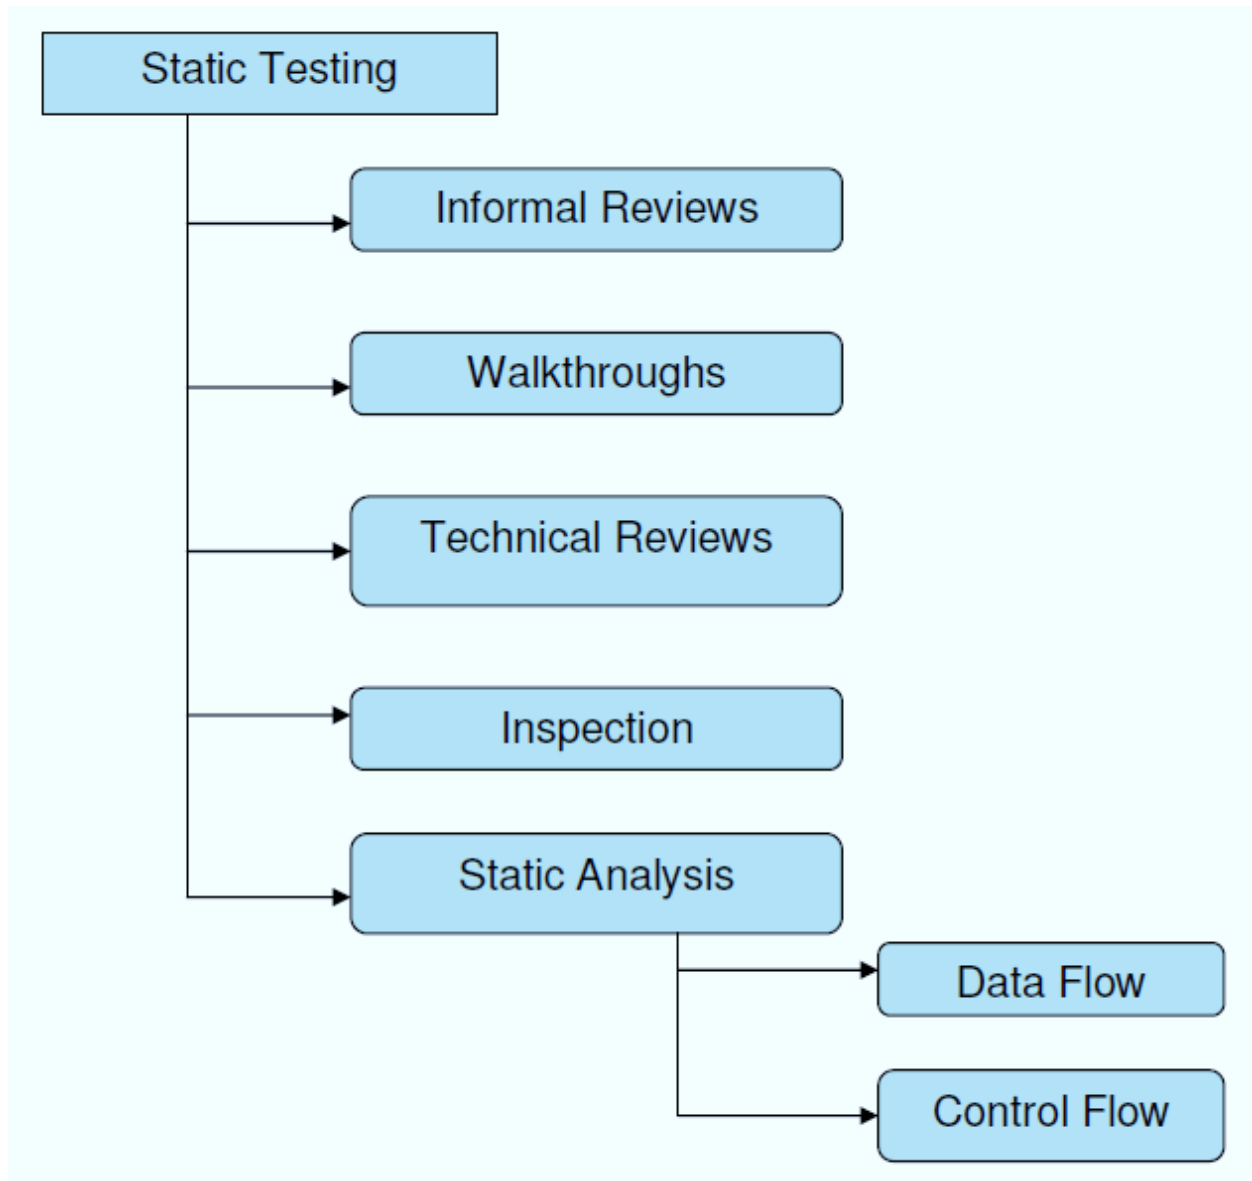 Static Testing
Informal Reviews
Walkthroughs
Technical Reviews
Inspection
Static Analysis
Data Flow
Control Flow